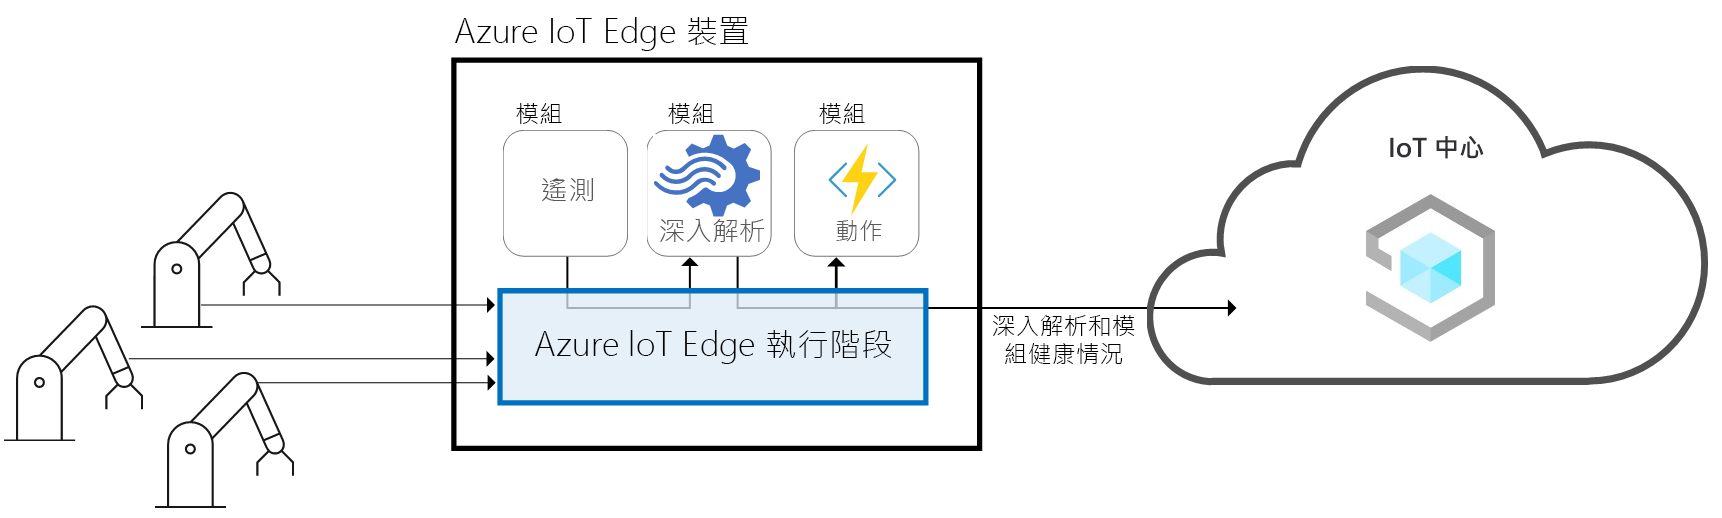 Azure IoT Edge 裝置
模組
模組
模組
遙測
深入解析
動作
Azure IoT Edge 執行階段
深入解析和模
組健康情況
IoT 中心